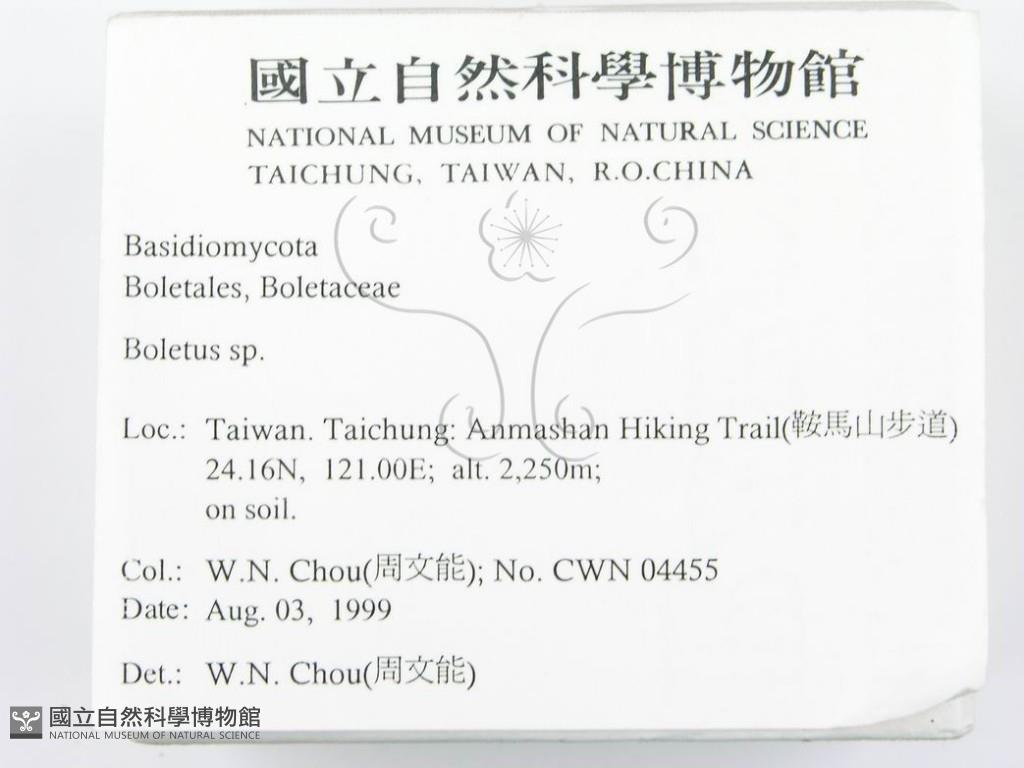 國立自然科學博物館
NATIONAL MUSEUM OF NATURAL SCIENCE
TAICHUNG, TAIWAN, R.O.CHINA
Basidiomycota
Boletales, Boletaceae
Boletus sp.
Loc.: Taiwan. Taichung: Anmashan Hiking Trail(鞍馬山步道)
24.16N, 121.00E; alt. 2,250m;
on soil.
Col.: W.N. Chou(周文能); No. CWN 04455
Date: Aug. 03, 1999
Det.: W.N. Chou(周文能)
國立自然科學博物館
NATIONAL MUSEUM OF NATURAL SCIENCE